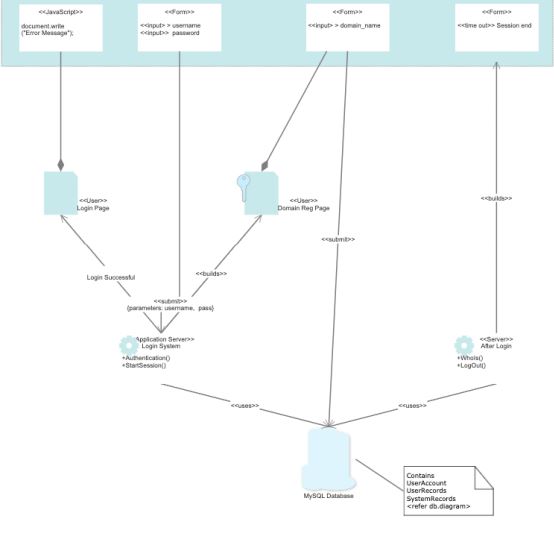 <<JavaScript>>
document.write
("Error Message");
<<Form>>
<<input> > username
<<input>> password
<<Form>>
<<input> > domain_name
<<Form>>
<<time out>> Session end
<<User>>
Login Page
<<User>>
Domain Reg Page
<<builds>>
<<submit>>
Login Successful
<<builds>>
<<submit>>
{parameters: username, pass}
Application Server>>
Login System
+Authentication()
+StartSession()
<<Server>>
After Login
+WhoIs()
+LogOut()
<<uses>>
<<uses>>
MySQL Database
Contains
UserAccount
UserRecords
SystemRecords
<refer db.diagram>